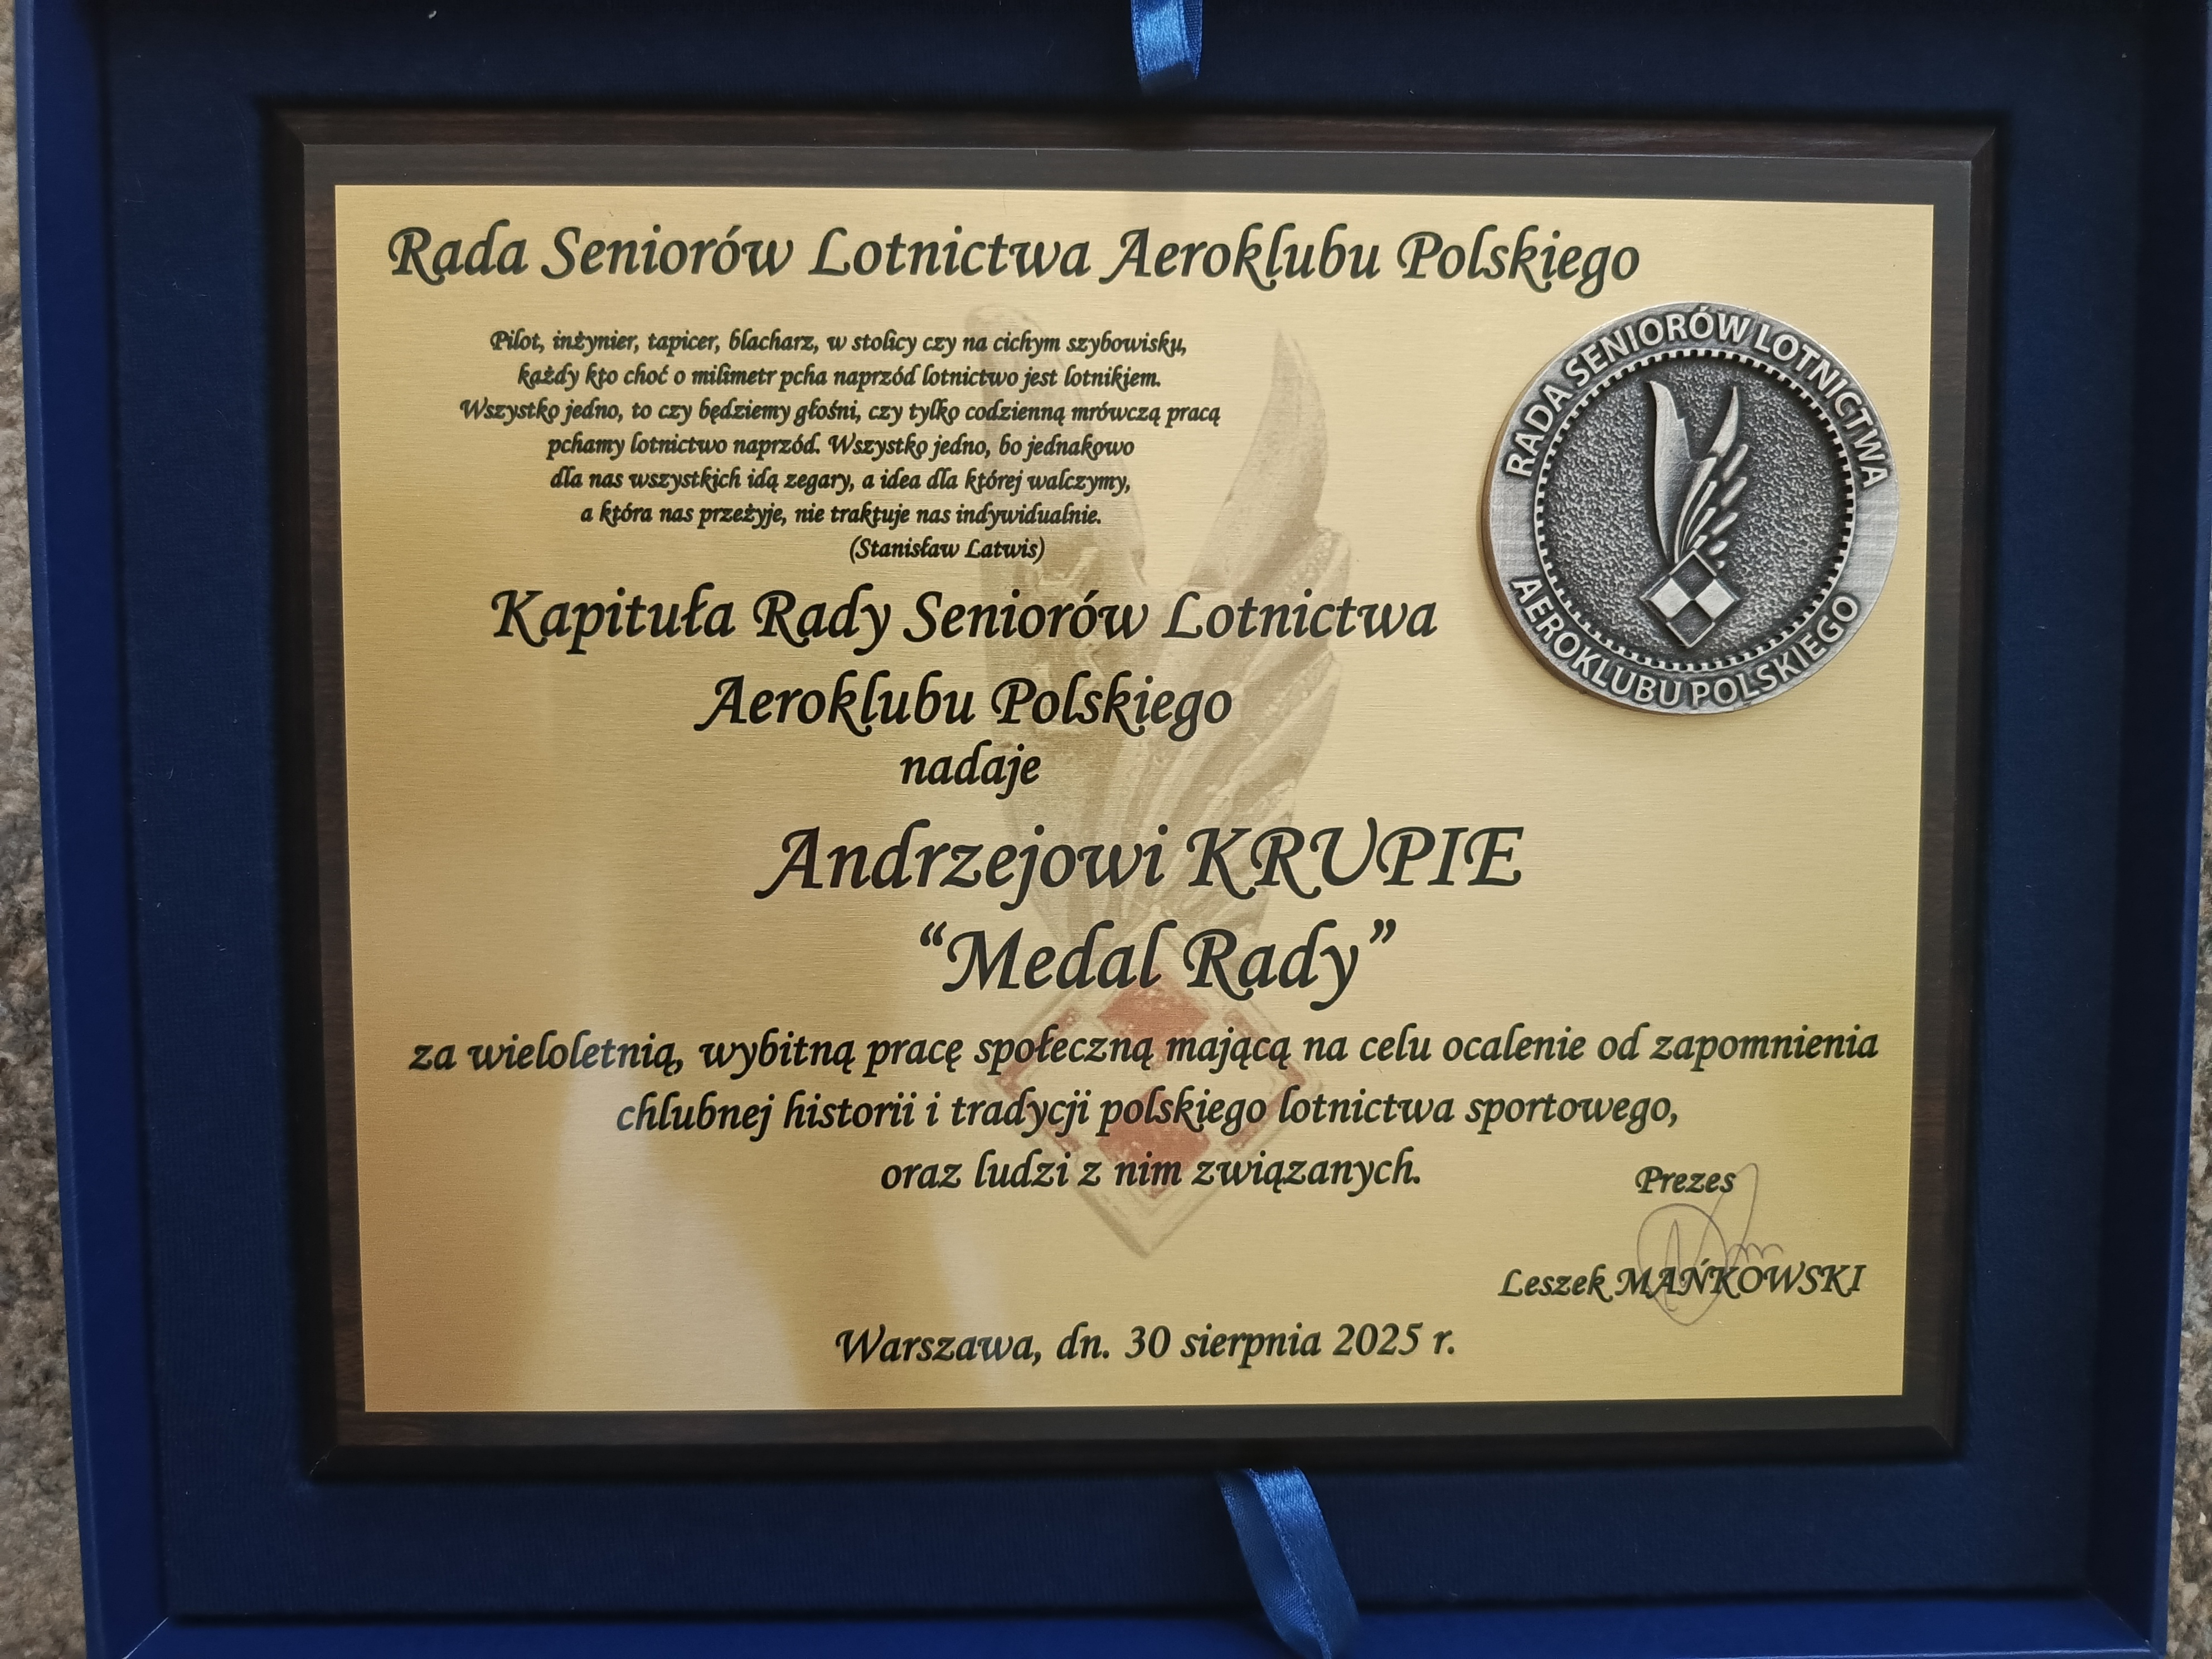 Rada Seniorów Lotnictwa Aeroklubu Polskiego
Pilot, inżynier, tapicer, blacharz, w stolicy czy na cichym szybowisku,
każdy kto choć o milimetr pcha naprzód lotnictwo jest lotnikiem.
Wszystko jedno, to czy będziemy głośni, czy tylko codzienną mrówczą pracą
pchamy lotnictwo naprzód. Wszystko jedno, bo jednakowo
dla nas wszystkich idą zegary, a idea dla której walczymy,
a która nas przeżyje, nie traktuje nas indywidualnie.
(Stanisław Latwis)
RADA SENIORÓW LOTNICTWA
AEROKLUBU POLSKIEGO
Kapituła Rady Seniorów Lotnictwa
Aeroklubu Polskiego
nadaje
Andrzejowi KRUPIE
“Medal Rady”
za wieloletnią, wybitną pracę społeczną mającą na celu ocalenie od zapomnienia
chlubnej historii i tradycji polskiego lotnictwa sportowego,
oraz ludzi z nim związanych.
Prezes
Leszek MAŃKOWSKI
Warszawa, dn. 30 sierpnia 2025 r.